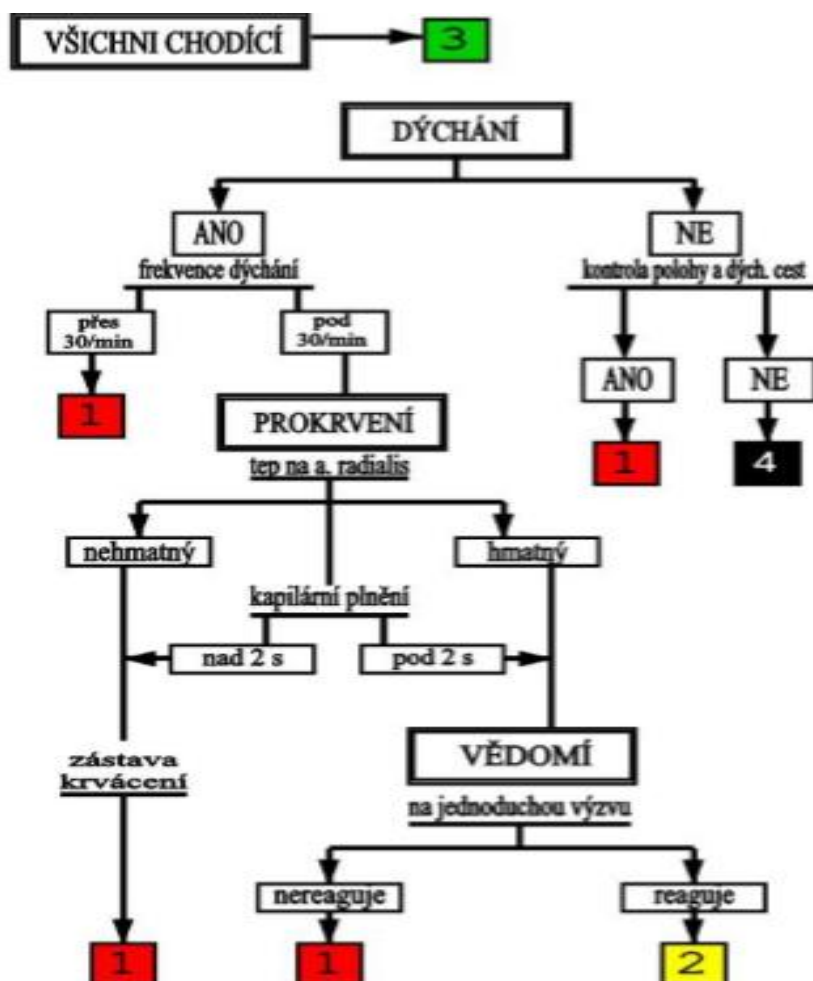 VŠICHNI CHODÍCÍ
3
DÝCHÁNÍ
ANO
NE
frekvence dýchání
kontrola polohy a dých. cest
přes
30/min
pod
30/min
ANO
NE
1
PROKRVENÍ
1
4
tep na a. radialis
nehmatný
hmatný
kapilární plnění
nad 2 s
pod 2 s
zástava
krvácení
VĚDOMÍ
na jednoduchou výzvu
nereaguje
reaguje
1
1
2